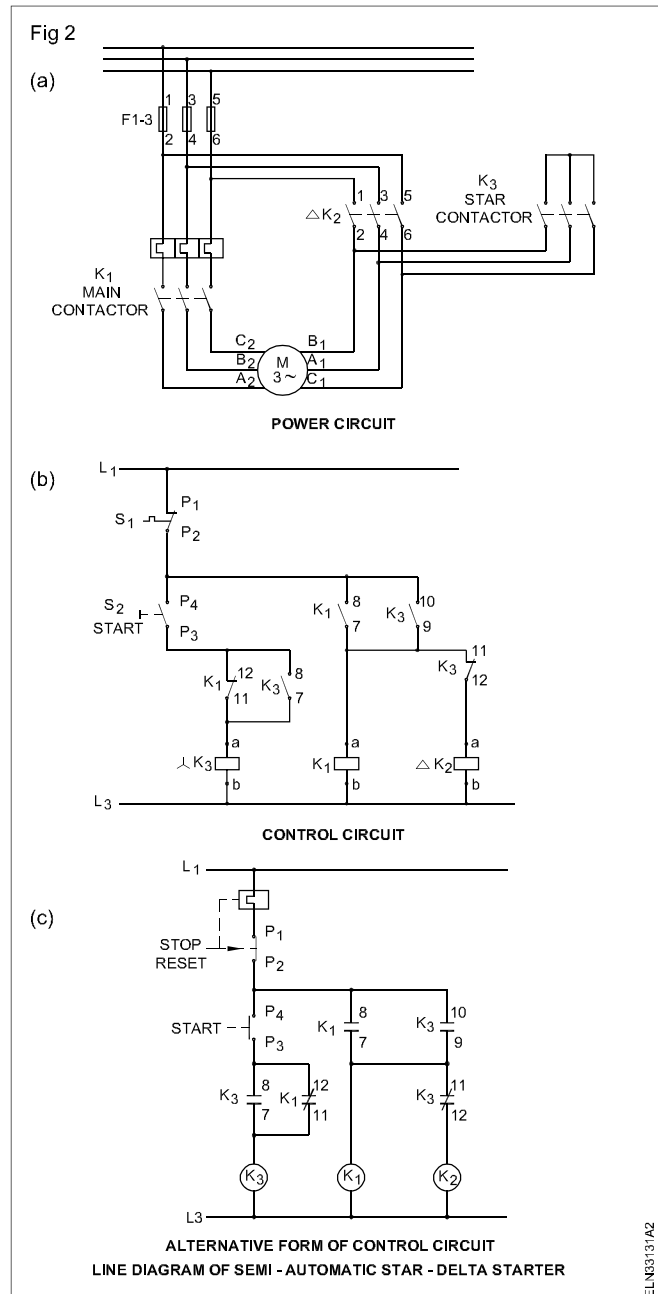 Fig 2
(a)
F1-3
1 3 5
2 4 6
K3
STAR
CONTACTOR
1 3 5
△ K2
2 4 6
K1
MAIN
CONTACTOR
C2 B1
B2 M A1
3 ~
A2 C1
POWER CIRCUIT
(b)
L1
P1
S1
P2
S2 P4
START
P3
K1 8
7
K3 10
9
K1 12
11
K3 8
7
K3 11
12
a a a
K3 K1 △ K2
b b b
L3
CONTROL CIRCUIT
(c)
L1
STOP P1
RESET P2
START P4
P3
K1 8
7
K3 10
9
K3 8
7
K1 12
11
K3 11
12
K3 K1 K2
L3
ALTERNATIVE FORM OF CONTROL CIRCUIT
LINE DIAGRAM OF SEMI - AUTOMATIC STAR - DELTA STARTER
ELN33131A2